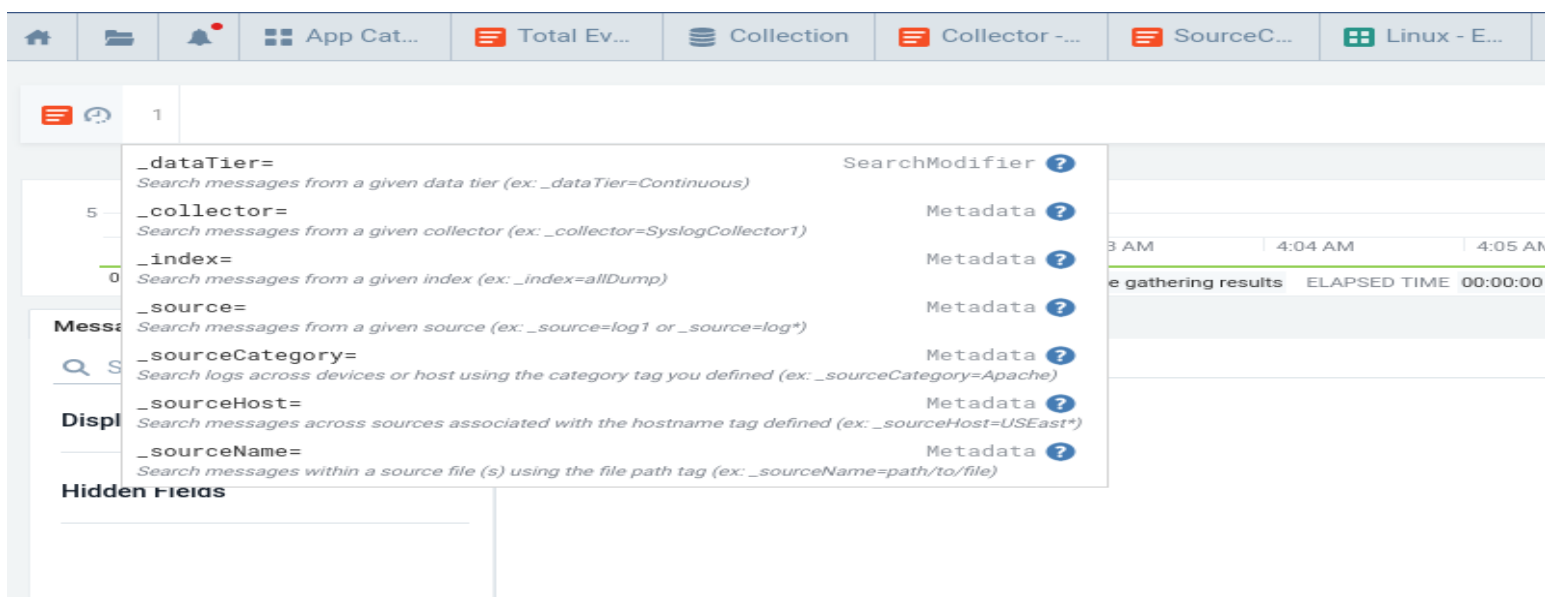 App Cat... Total Ev... Collection Collector -... SourceC... Linux - E...
1
_dataTier= SearchModifier ?
Search messages from a given data tier (ex: _dataTier=Continuous)
5 _collector= Metadata ?
Search messages from a given collector (ex: _collector=SyslogCollector1)
AM 4:04 AM 4:05 AM
_index= Metadata ?
0 Search messages from a given index (ex: _index=allDump)
e gathering results ELAPSED TIME 00:00:00
_source= Metadata ?
Messa Search messages from a given source (ex: _source=log1 or _source=log*)
_sourceCategory= Metadata ?
S Search logs across devices or host using the category tag you defined (ex: _sourceCategory=Apache)
_sourceHost= Metadata ?
Displ Search messages across sources associated with the hostname tag defined (ex: _sourceHost=USEast*)
_sourceName= Metadata ?
Search messages within a source file (s) using the file path tag (ex: _sourceName=path/to/file)
Hidden Fields